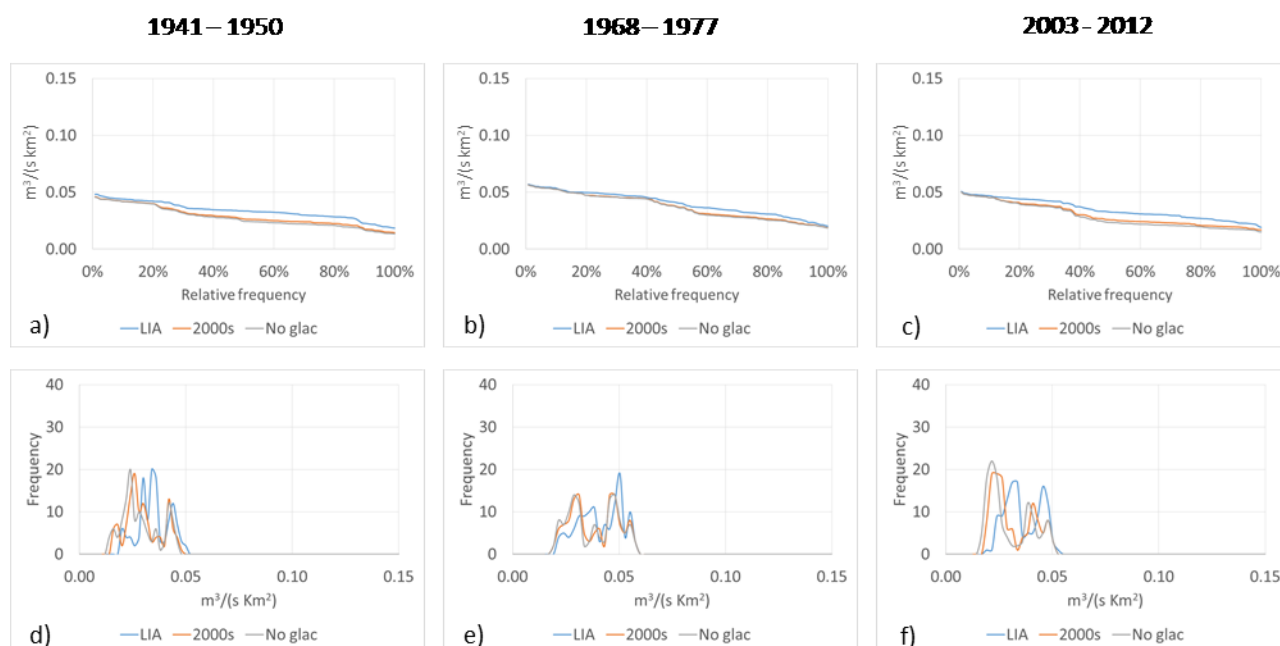 1941 – 1950
1968 – 1977
2003 - 2012
0.15
0.10
0.05
0.00
m³/(s km²)
0% 20% 40% 60% 80% 100%
Relative frequency
a)
LIA 2000s No glac
0.15
0.10
0.05
0.00
m³/(s km²)
0% 20% 40% 60% 80% 100%
Relative frequency
b)
LIA 2000s No glac
0.15
0.10
0.05
0.00
m³/(s km²)
0% 20% 40% 60% 80% 100%
Relative frequency
c)
LIA 2000s No glac
40
30
20
10
0
Frequency
0.00 0.05 0.10 0.15
m³/(s Km²)
d)
LIA 2000s No glac
40
30
20
10
0
Frequency
0.00 0.05 0.10 0.15
m³/(s Km²)
e)
LIA 2000s No glac
40
30
20
10
0
Frequency
0.00 0.05 0.10 0.15
m³/(s Km²)
f)
LIA 2000s No glac